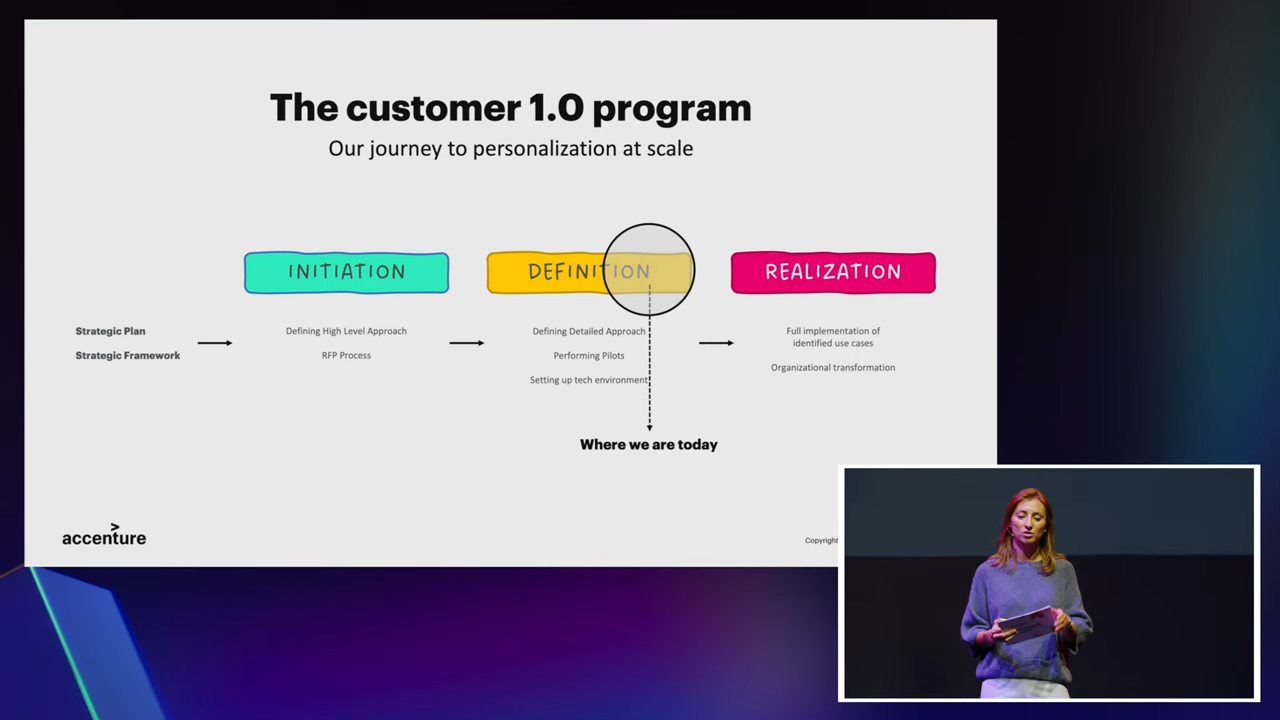 The customer 1.0 program
Our journey to personalization at scale
INITIATION
DEFINITION
REALIZATION
Strategic Plan
Strategic Framework
Defining High Level Approach
RFP Process
Defining Detailed Approach
Performing Pilots
Setting up tech environment
Full implementation of
identified use cases
Organizational transformation
Where we are today
>
accenture
Copyright